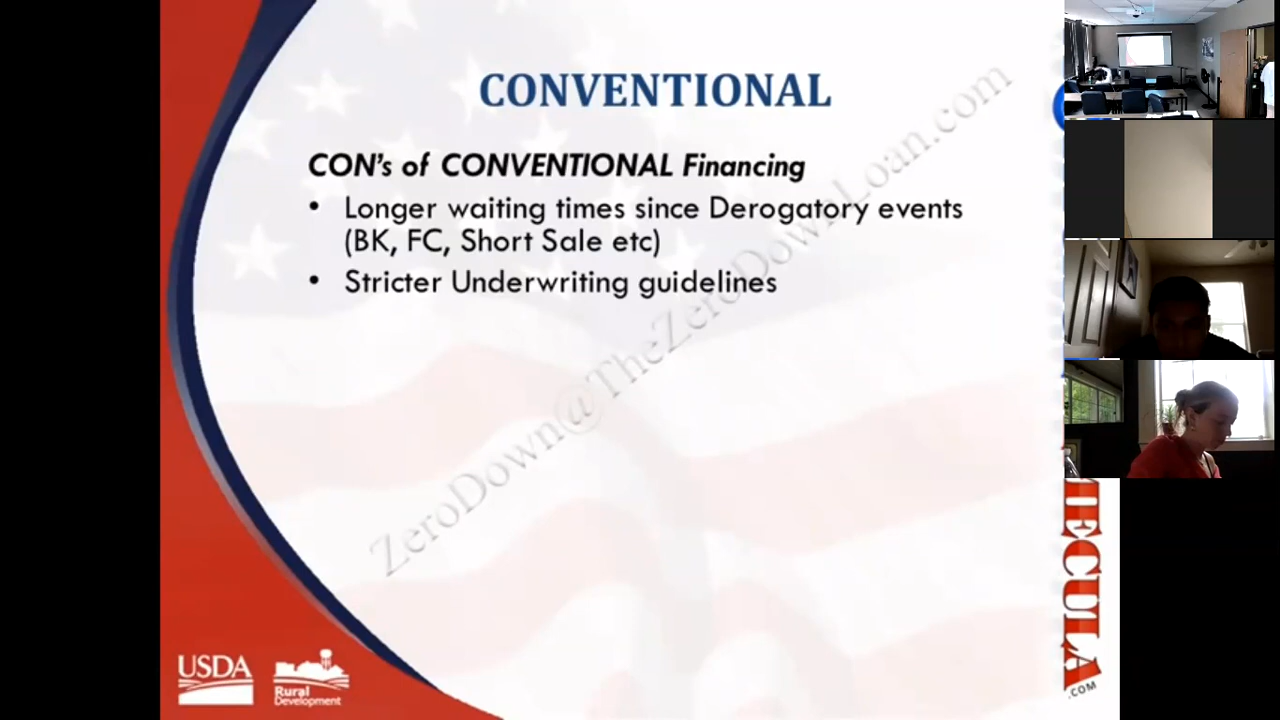 CONVENTIONAL
CON's of CONVENTIONAL Financing
• Longer waiting times since Derogatory events
(BK, FC, Short Sale etc)
• Stricter Underwriting guidelines
ZeroDown@TheZeroDownLoan.com
USDA
Rural
Development
MECULA
.COM